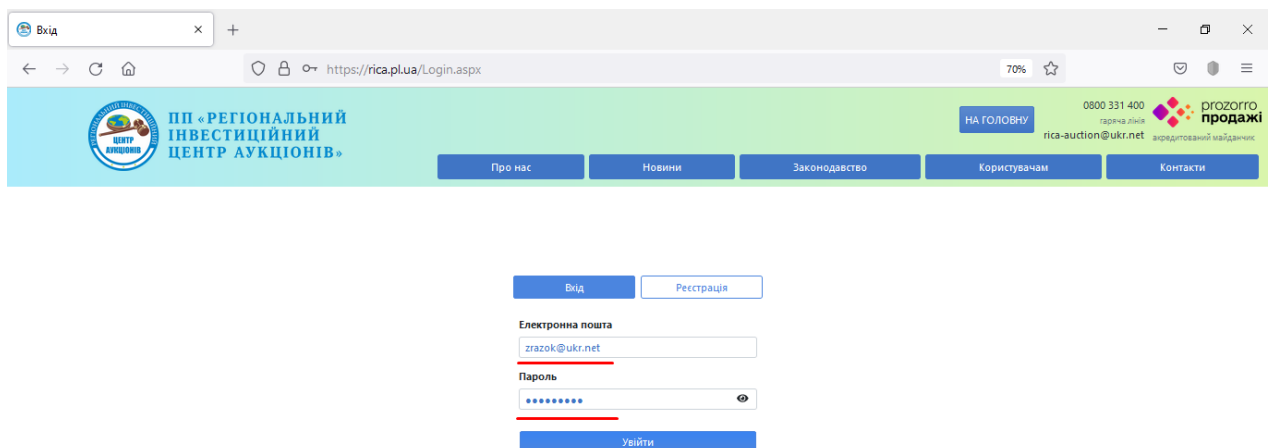 Вхід
https://rica.pl.ua/Login.aspx
70%
РЕГІОНАЛЬНИЙ ІНВЕСТИЦІЙНИЙ
ЦЕНТР
АУКЦІОНІВ
ПП «РЕГІОНАЛЬНИЙ
ІНВЕСТИЦІЙНИЙ
ЦЕНТР АУКЦІОНІВ»
НА ГОЛОВНУ
0800 331 400
гаряча лінія
rica-auction@ukr.net
prozorro
продажі
акредитований майданчик
Про нас
Новини
Законодавство
Користувачам
Контакти
Вхід
Реєстрація
Електронна пошта
zrazok@ukr.net
Пароль
Увійти